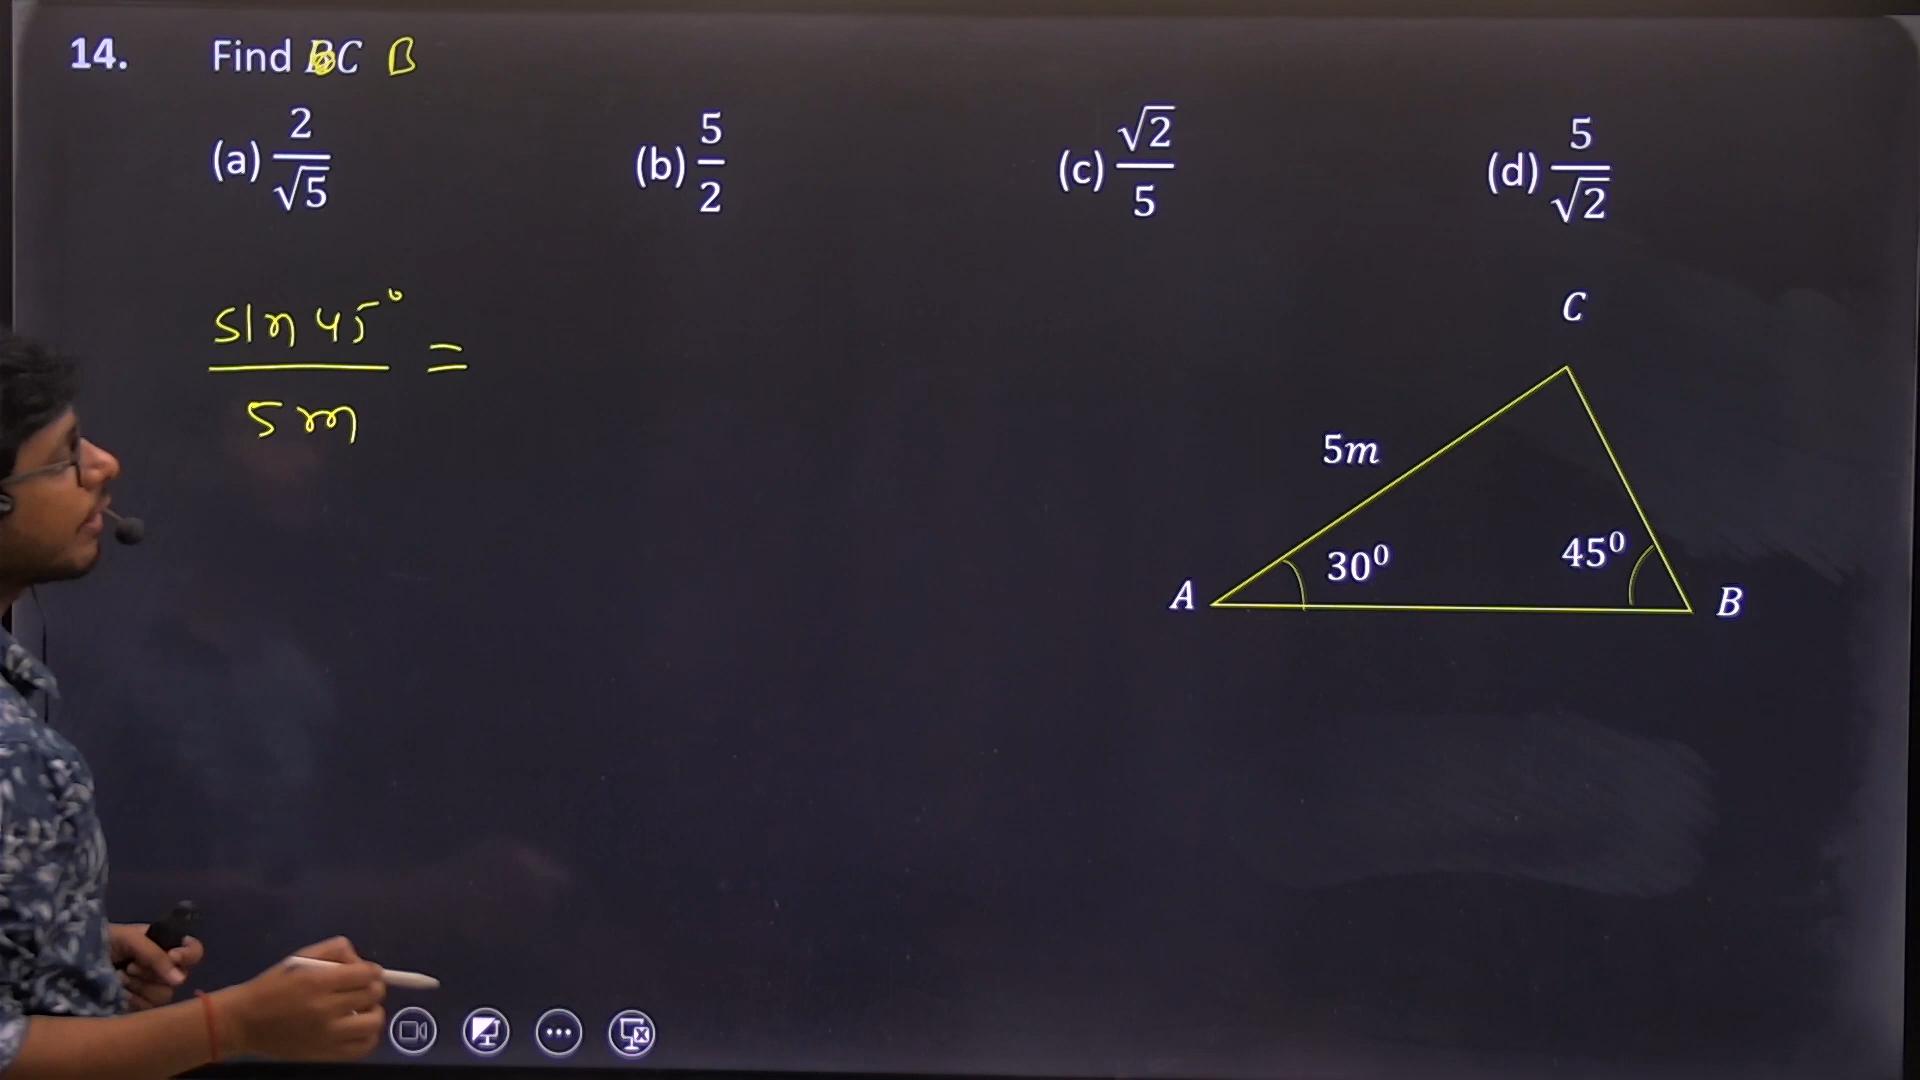 14. Find BC B
(a) 2/√5 (b) 5/2 (c) √2/5 (d) 5/√2
sin 45°/5m =
C
5m
30⁰ 45⁰
A B